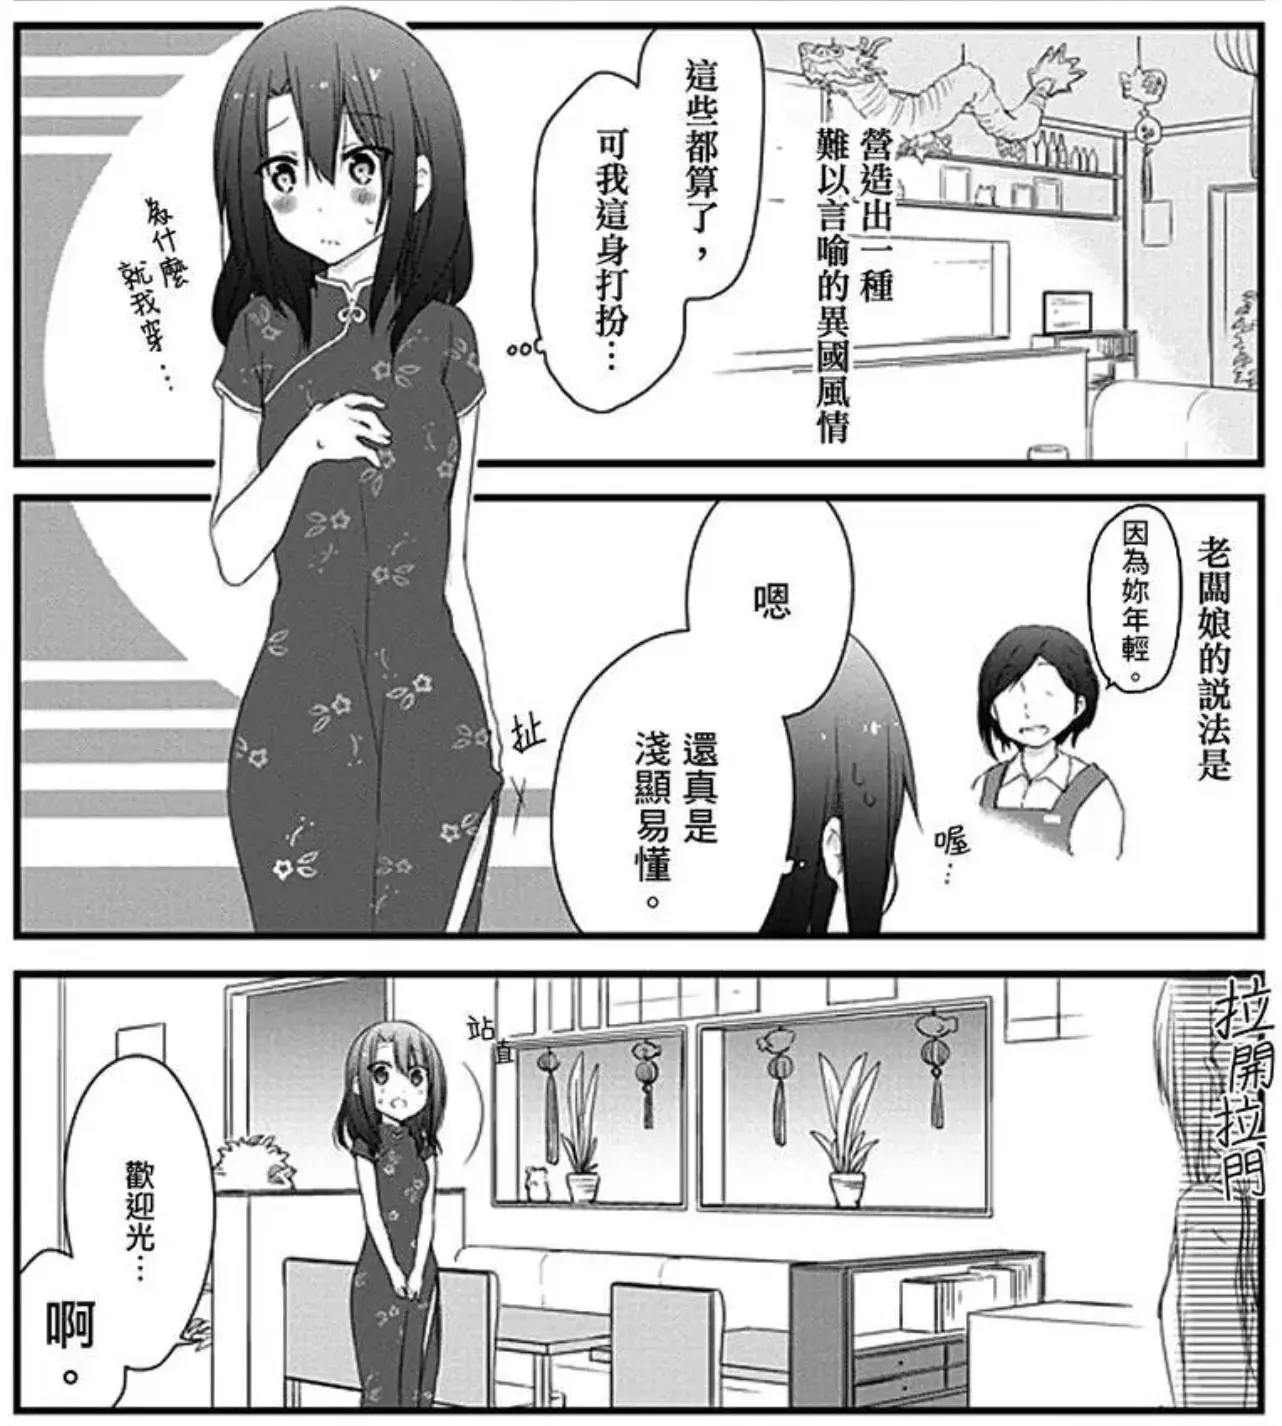 營造出一種
難以言喻的異國風情
這些都算了，
可我這身打扮…
為什麼
就我穿…
老闆娘的説法是
因為妳年輕。
喔…
嗯
還真是
淺顯易懂。
扯
拉開拉門
站直
歡迎光…
啊。